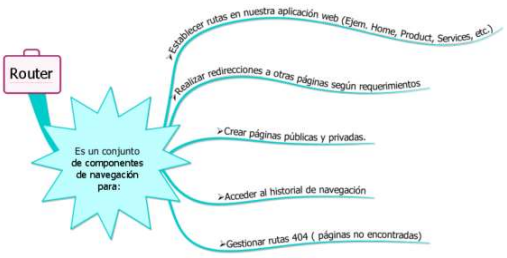 Router
Es un conjunto
de componentes
de navegación
para:
➢Establecer rutas en nuestra aplicación web (Ejem. Home, Product, Services, etc.)
➢Realizar redirecciones a otras páginas según requerimientos
➢Crear páginas públicas y privadas.
➢Acceder al historial de navegación
➢Gestionar rutas 404 ( páginas no encontradas)